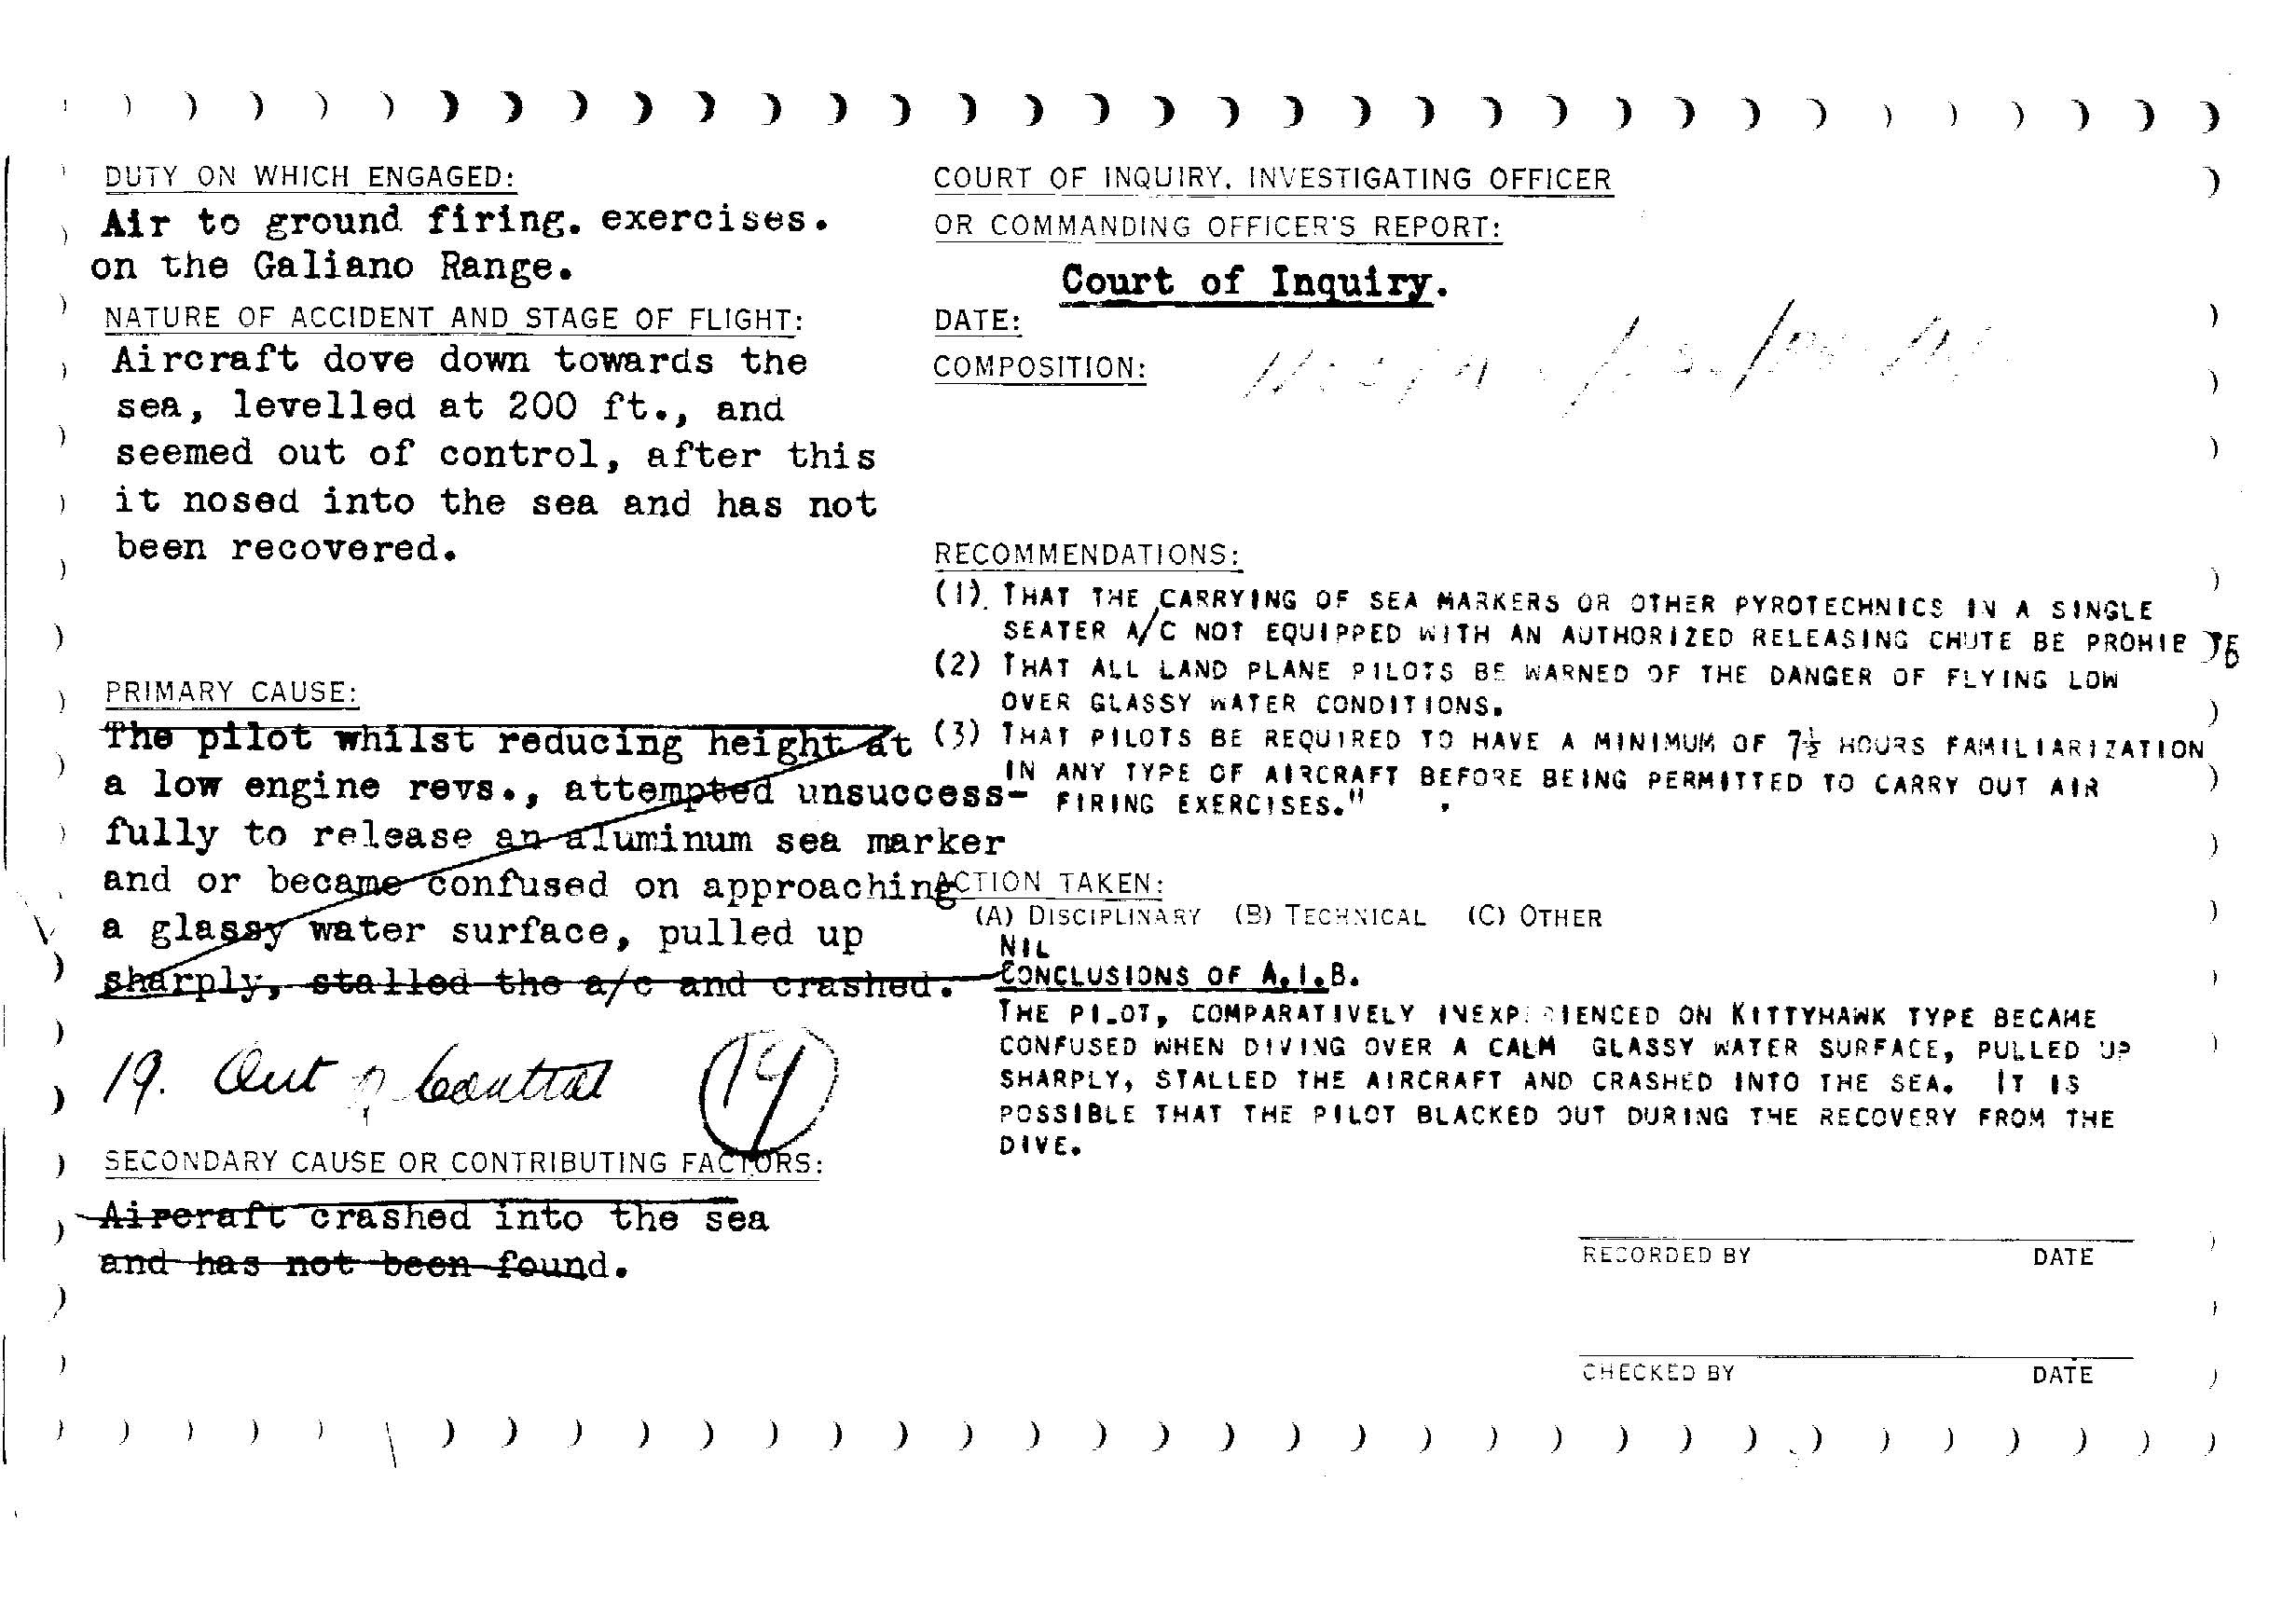 DUTY ON WHICH ENGAGED:
Air to ground firing. exercises.
on the Galiano Range.
NATURE OF ACCIDENT AND STAGE OF FLIGHT:
Aircraft dove down towards the
sea, levelled at 200 ft., and
seemed out of control, after this
it nosed into the sea and has not
been recovered.
PRIMARY CAUSE:
The pilot whilst reducing height at
a low engine revs., attempted unsuccess-
fully to release an aluminum sea marker
and or became confused on approaching
a glassy water surface, pulled up
sharply, stalled the a/c and crashed.
19. Out of Control
SECONDARY CAUSE OR CONTRIBUTING FACTORS:
Aircraft crashed into the sea
and has not been found.
COURT OF INQUIRY, INVESTIGATING OFFICER
OR COMMANDING OFFICER'S REPORT:
Court of Inquiry.
DATE:
COMPOSITION:
RECOMMENDATIONS:
(1). THAT THE CARRYING OF SEA MARKERS OR OTHER PYROTECHNICS IN A SINGLE
SEATER A/C NOT EQUIPPED WITH AN AUTHORIZED RELEASING CHUTE BE
(2) THAT ALL LAND PLANE PILOTS BE WARNED OF THE DANGER OF FLYING LOW
OVER GLASSY WATER CONDITIONS.
(3) THAT PILOTS BE REQUIRED TO HAVE A MINIMUM OF 7½ HOURS FAMILIARIZATION
IN ANY TYPE OF AIRCRAFT BEFORE BEING PERMITTED TO CARRY OUT AIR
FIRING EXERCISES."
ACTION TAKEN:
(A) DISCIPLINARY (B) TECHNICAL (C) OTHER
NIL
CONCLUSIONS OF A.I.B.
THE PILOT, COMPARATIVELY INEXPERIENCED ON KITTYHAWK TYPE BECAME
CONFUSED WHEN DIVING OVER A CALM GLASSY WATER SURFACE, PULLED UP
SHARPLY, STALLED THE AIRCRAFT AND CRASHED INTO THE SEA. IT IS
POSSIBLE THAT THE PILOT BLACKED OUT DURING THE RECOVERY FROM THE
DIVE.
RECORDED BY DATE
CHECKED BY DATE